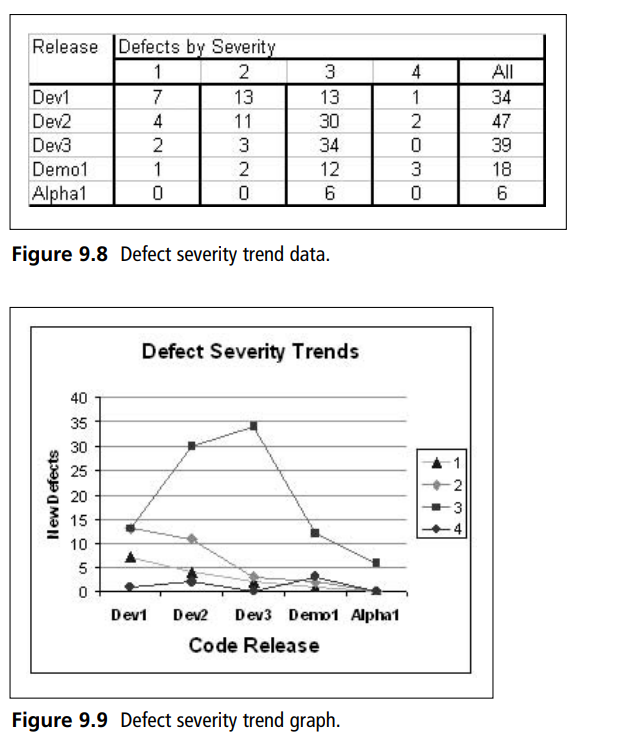 Release Defects by Severity
1 2 3 4 All
Dev1 7 13 13 1 34
Dev2 4 11 30 2 47
Dev3 2 3 34 0 39
Demo1 1 2 12 3 18
Alpha1 0 0 6 0 6
Figure 9.8 Defect severity trend data.
Defect Severity Trends
40
35
30
25
20
15
10
5
0
New Defects
Dev1 Dev2 Dev3 Demo1 Alpha1
Code Release
1
2
3
4
Figure 9.9 Defect severity trend graph.